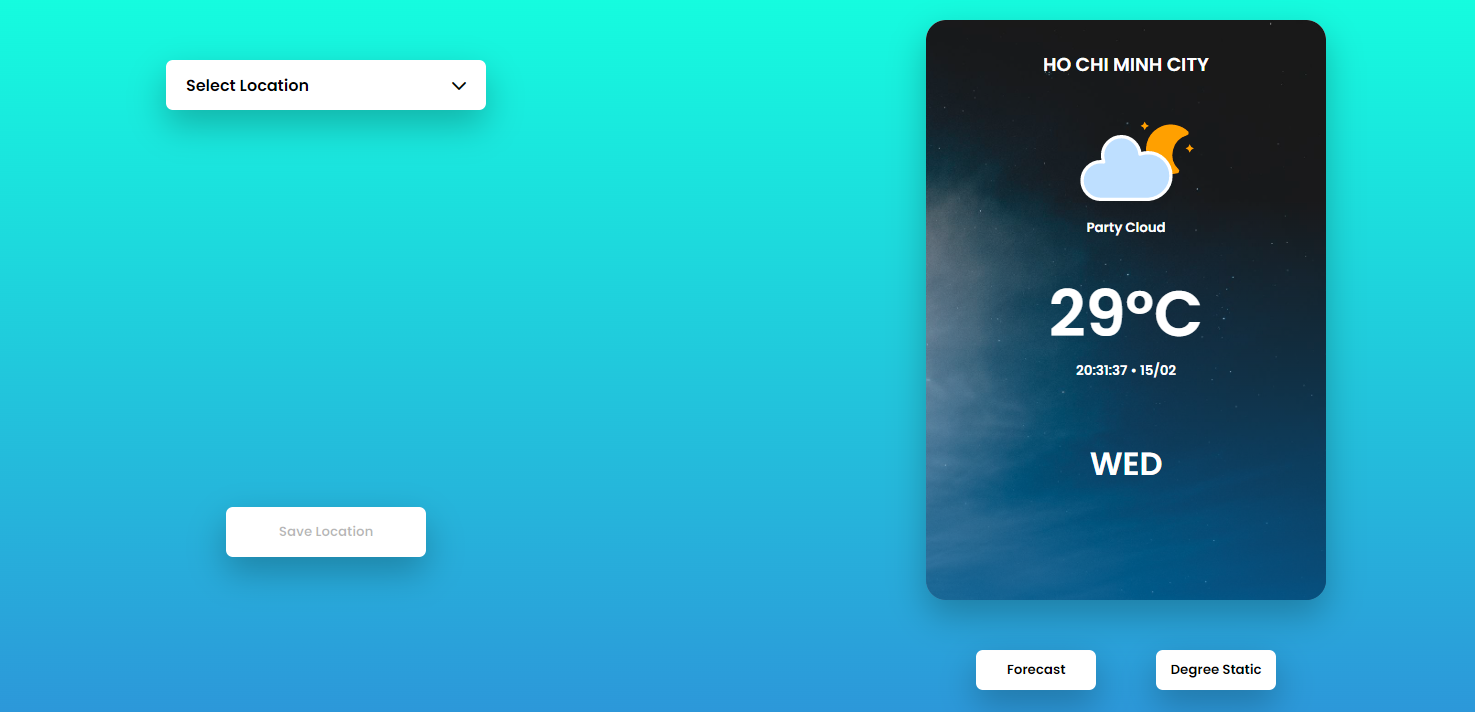 Select Location
Save Location
HO CHI MINH CITY
Party Cloud
29°C
20:31:37 • 15/02
WED
Forecast
Degree Static